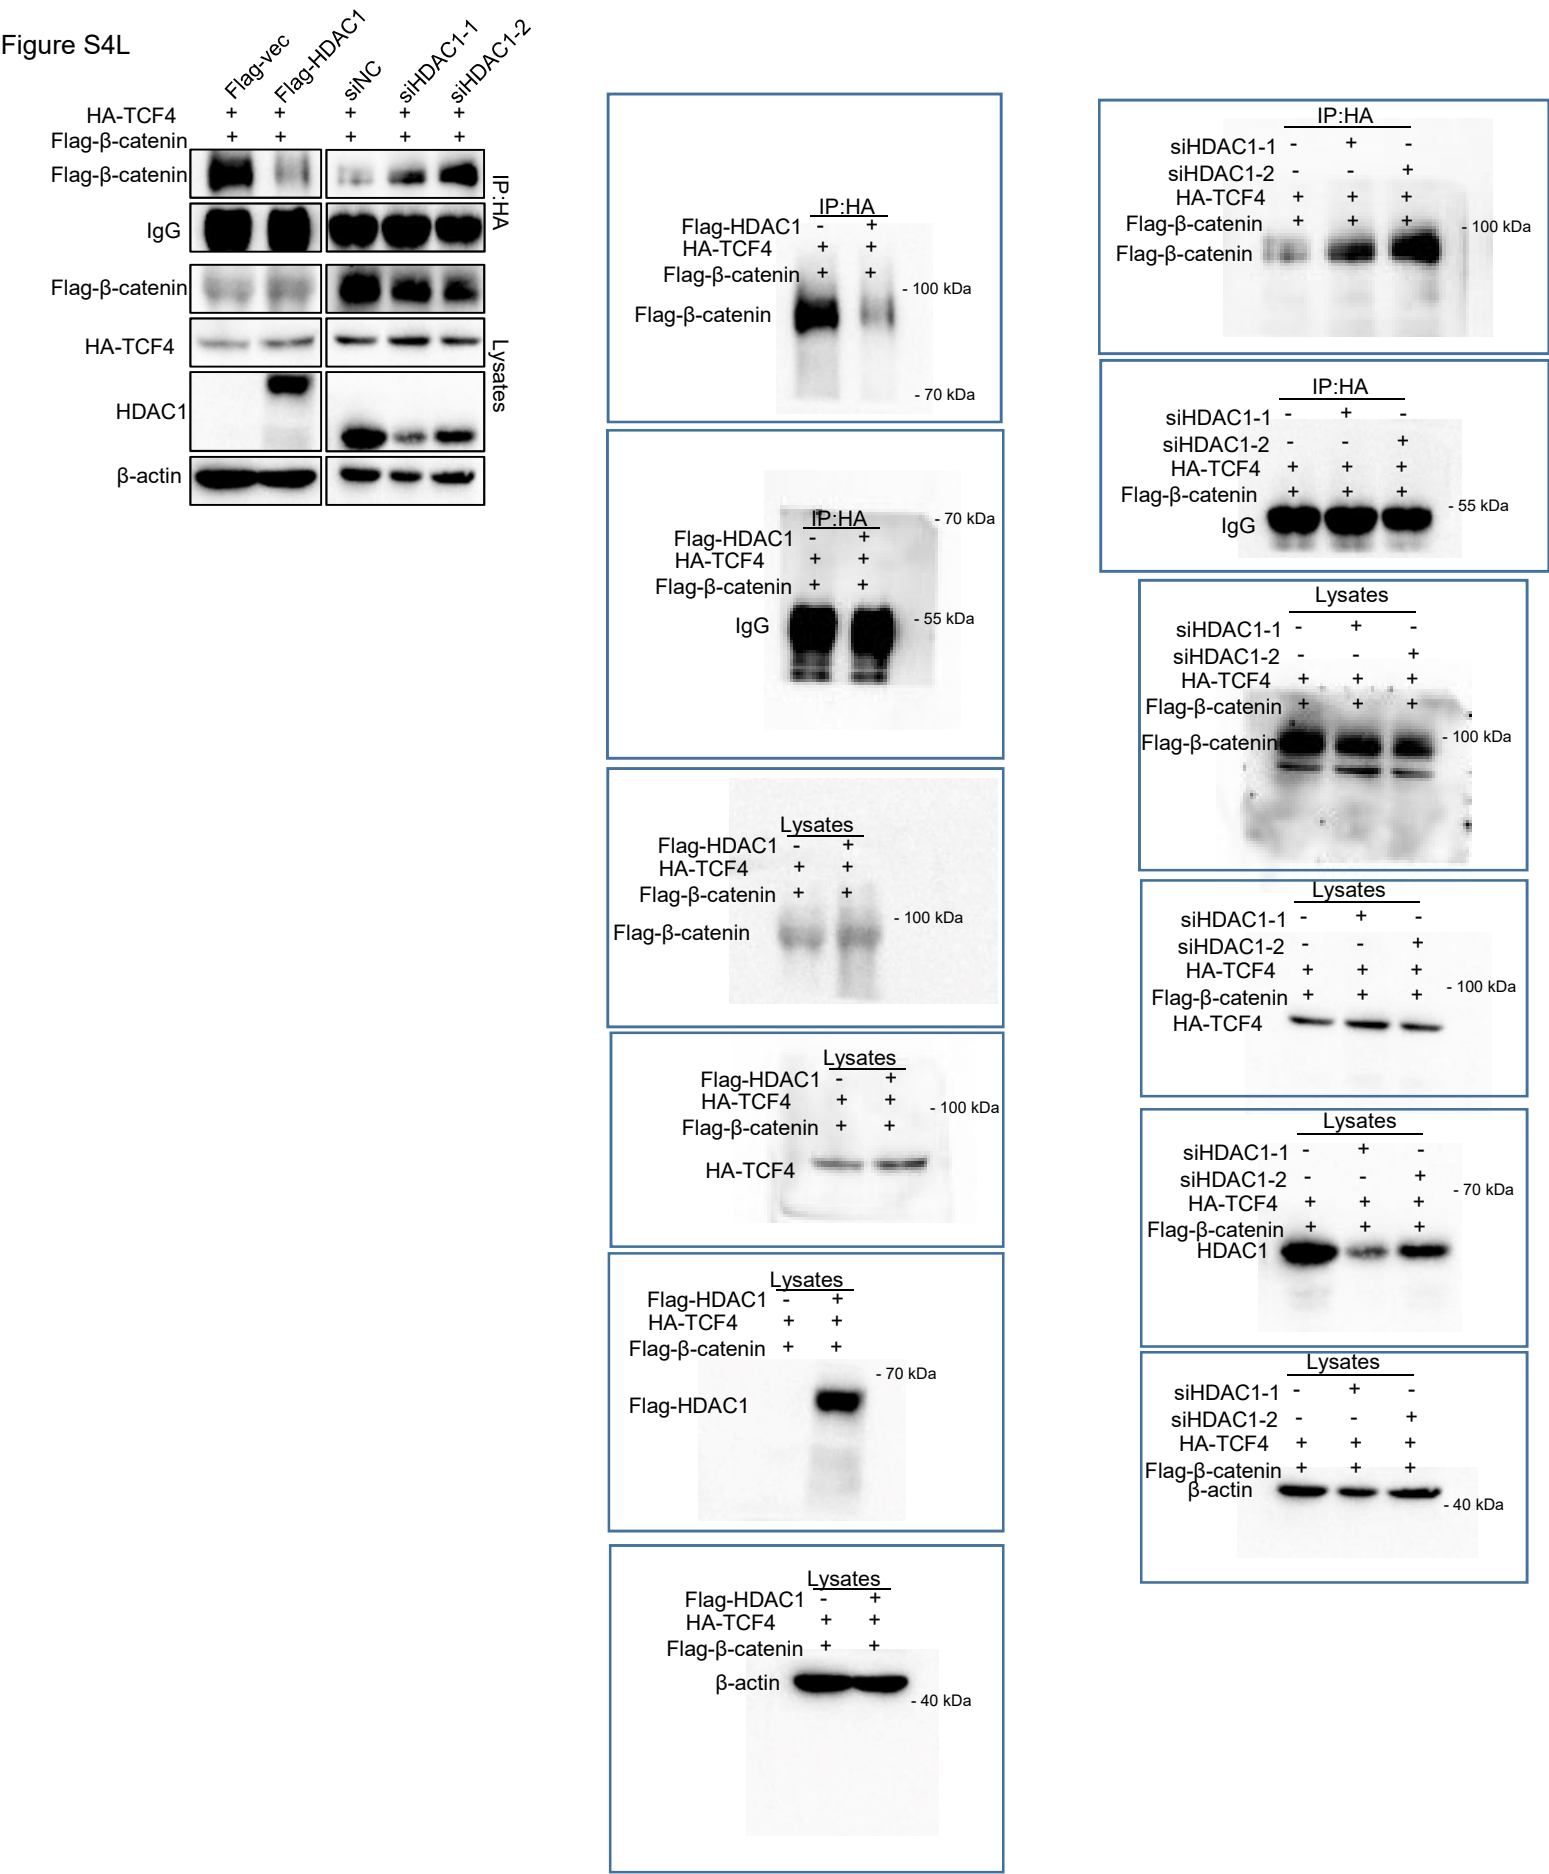 Figure S4L
Flag-vec
Flag-HDAC1
siNC
siHDAC1-1
siHDAC1-2
HA-TCF4 + + + + +
Flag-β-catenin + + + + +
Flag-β-catenin
IgG
IP:HA
Flag-β-catenin
HA-TCF4
HDAC1
β-actin
Lysates
IP:HA
Flag-HDAC1 - +
HA-TCF4 + +
Flag-β-catenin + +
- 100 kDa
Flag-β-catenin
- 70 kDa
IP:HA
- 70 kDa
Flag-HDAC1 - +
HA-TCF4 + +
Flag-β-catenin + +
IgG
- 55 kDa
Lysates
Flag-HDAC1 - +
HA-TCF4 + +
Flag-β-catenin + +
- 100 kDa
Flag-β-catenin
Lysates
Flag-HDAC1 - +
HA-TCF4 + +
- 100 kDa
Flag-β-catenin + +
HA-TCF4
Lysates
Flag-HDAC1 - +
HA-TCF4 + +
Flag-β-catenin + +
- 70 kDa
Flag-HDAC1
Lysates
Flag-HDAC1 - +
HA-TCF4 + +
Flag-β-catenin + +
β-actin
- 40 kDa
IP:HA
siHDAC1-1 - + -
siHDAC1-2 - - +
HA-TCF4 + + +
Flag-β-catenin + + +
- 100 kDa
Flag-β-catenin
IP:HA
siHDAC1-1 - + -
siHDAC1-2 - - +
HA-TCF4 + + +
Flag-β-catenin + + +
- 55 kDa
IgG
Lysates
siHDAC1-1 - + -
siHDAC1-2 - - +
HA-TCF4 + + +
Flag-β-catenin + + +
Flag-β-catenin
- 100 kDa
Lysates
siHDAC1-1 - + -
siHDAC1-2 - - +
HA-TCF4 + + +
- 100 kDa
Flag-β-catenin + + +
HA-TCF4
Lysates
siHDAC1-1 - + -
siHDAC1-2 - - +
- 70 kDa
HA-TCF4 + + +
Flag-β-catenin + + +
HDAC1
Lysates
siHDAC1-1 - + -
siHDAC1-2 - - +
HA-TCF4 + + +
Flag-β-catenin + + +
β-actin
- 40 kDa